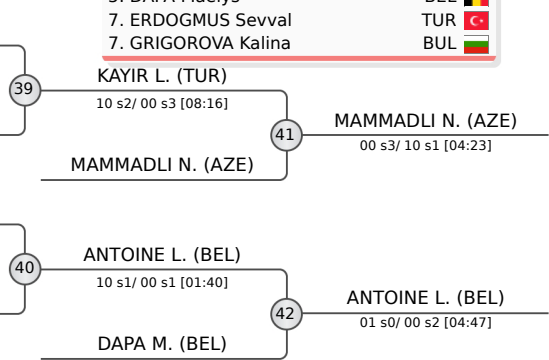 7. ERDOGMUS Sevval TUR
7. GRIGOROVA Kalina BUL
KAYIR L. (TUR)
39
10 s2/ 00 s3 [08:16]
MAMMADLI N. (AZE)
41
00 s3/ 10 s1 [04:23]
MAMMADLI N. (AZE)
ANTOINE L. (BEL)
40
10 s1/ 00 s1 [01:40]
ANTOINE L. (BEL)
42
01 s0/ 00 s2 [04:47]
DAPA M. (BEL)